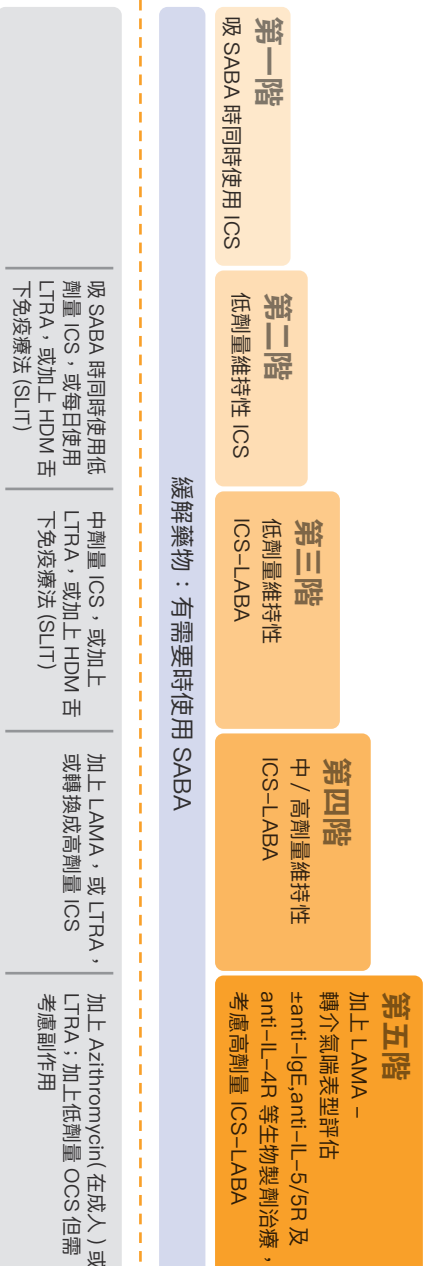 第一階
吸 SABA 時同時使用 ICS
第二階
低劑量維持性 ICS
第三階
低劑量維持性
ICS-LABA
第四階
中 / 高劑量維持性
ICS-LABA
第五階
加上 LAMA –
轉介氣喘表型評估
±anti-IgE,anti-IL-5/5R 及
anti-IL-4R 等生物製劑治療，
考慮高劑量 ICS-LABA
緩解藥物：有需要時使用 SABA
吸 SABA 時同時使用低
劑量 ICS，或每日使用
LTRA，或加上 HDM 舌
下免疫療法 (SLIT)
中劑量 ICS，或加上
LTRA，或加上 HDM 舌
下免疫療法 (SLIT)
加上 LAMA，或 LTRA，
或轉換成高劑量 ICS
加上 Azithromycin( 在成人 ) 或
LTRA；加上低劑量 OCS 但需
考慮副作用